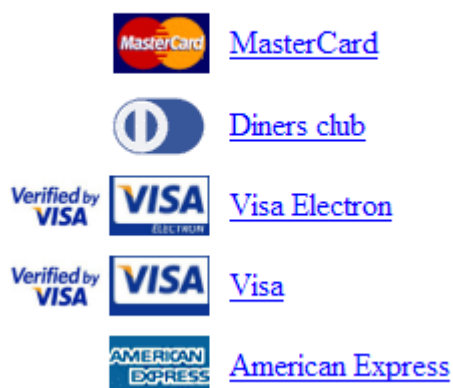 MasterCard MasterCard
Diners club
Verified by VISA VISA ELECTRON Visa Electron
Verified by VISA VISA Visa
AMERICAN EXPRESS American Express